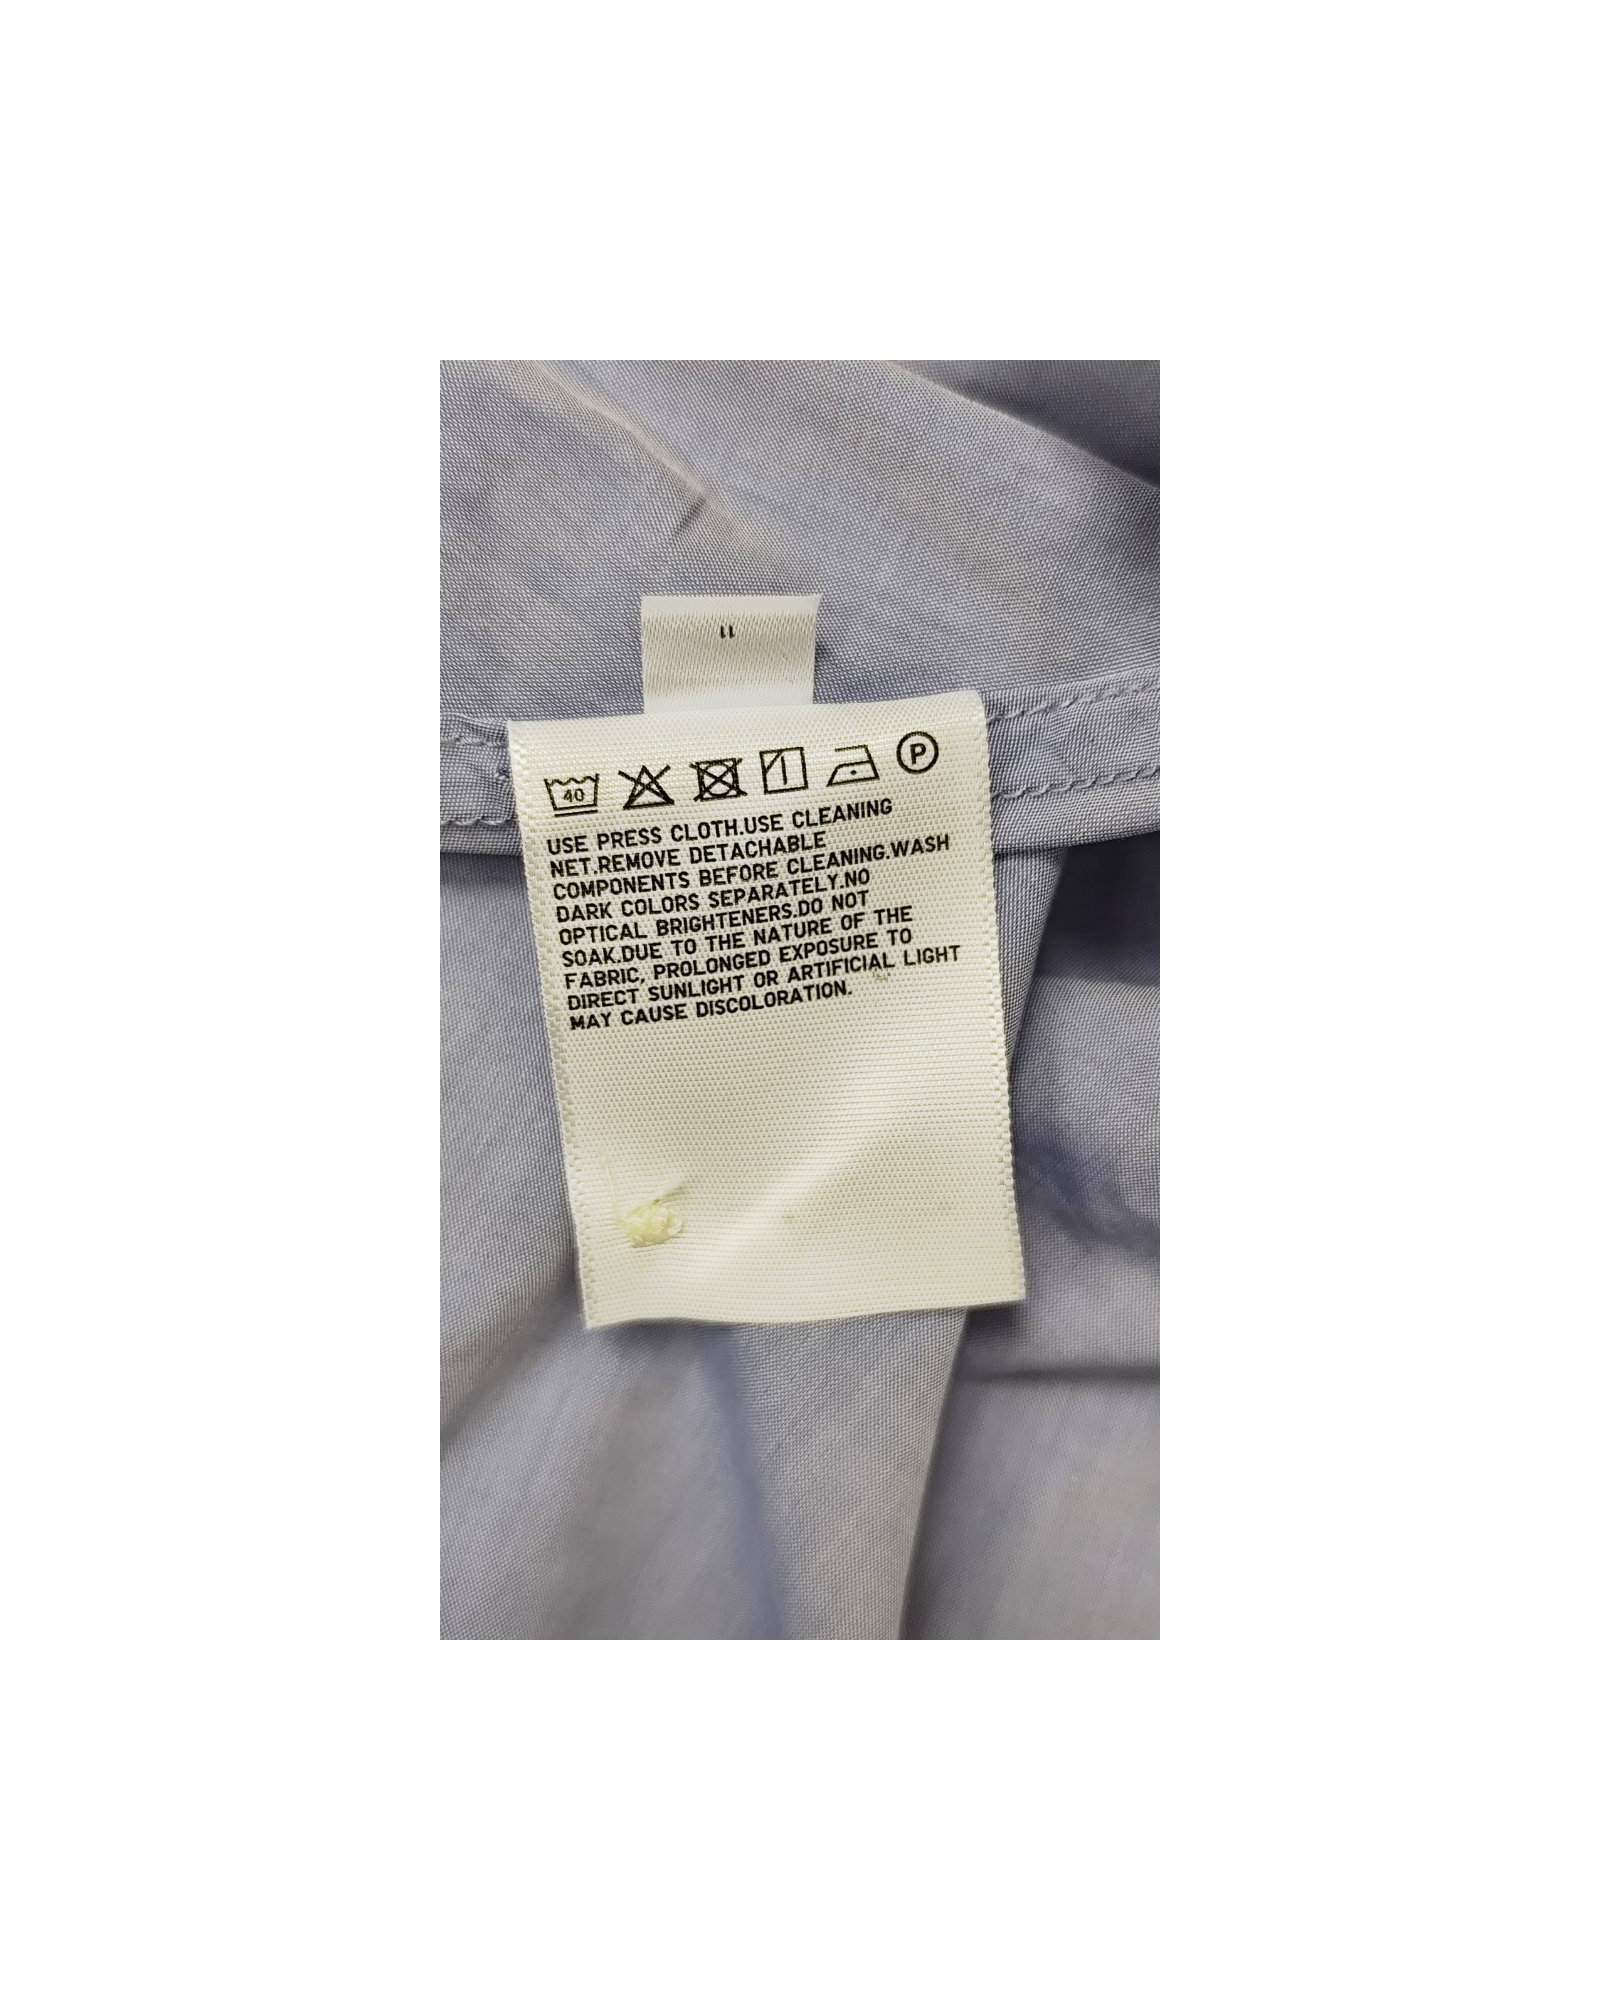 11
40
P
USE PRESS CLOTH.USE CLEANING
NET.REMOVE DETACHABLE
COMPONENTS BEFORE CLEANING.WASH
DARK COLORS SEPARATELY.NO
OPTICAL BRIGHTENERS.DO NOT
SOAK.DUE TO THE NATURE OF THE
FABRIC, PROLONGED EXPOSURE TO
DIRECT SUNLIGHT OR ARTIFICIAL LIGHT
MAY CAUSE DISCOLORATION.